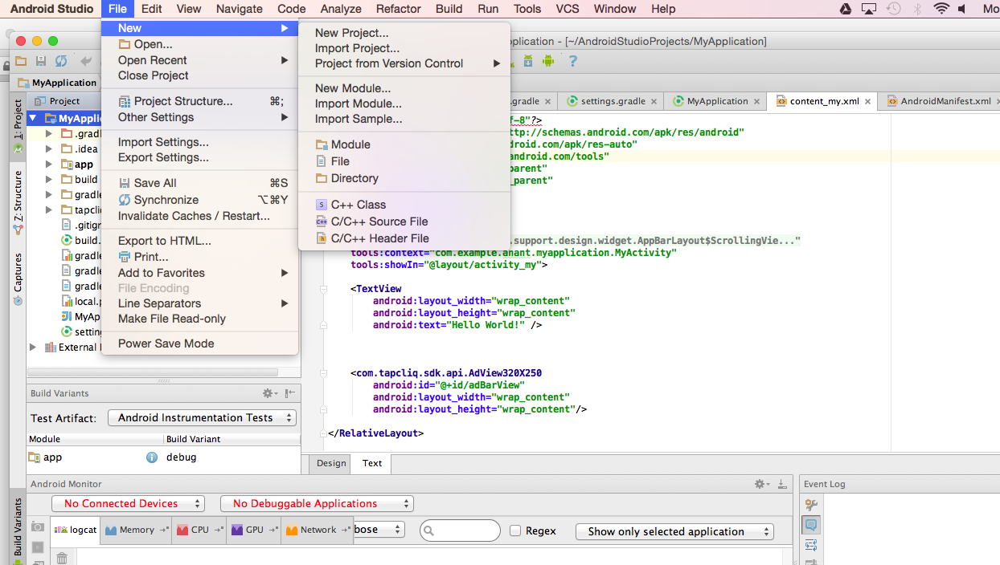 Android Studio File Edit View Navigate Code Analyze Refactor Build Run Tools VCS Window Help Mo
New
Open...
Open Recent
Close Project
Project Structure... ⌘;
Other Settings
Import Settings...
Export Settings...
Save All ⌘S
Synchronize ⌥⌘Y
Invalidate Caches / Restart...
Export to HTML...
Print...
Add to Favorites
File Encoding
Line Separators
Make File Read-only
Power Save Mode
New Project...
Import Project...
Project from Version Control
New Module...
Import Module...
Import Sample...
Module
File
Directory
C++ Class
C/C++ Source File
C/C++ Header File
plication - [~/AndroidStudioProjects/MyApplication]
MyApplication
Project
1: Project
Z: Structure
Captures
Build Variants
MyAppli
.gradl
.idea
app
build
gradle
tapcli
.gitign
build.
gradle
gradle
gradle
local.p
MyAp
settin
External
.gradle settings.gradle MyApplication content_my.xml AndroidManifest.xml
f-8"?>
ttp://schemas.android.com/apk/res/android"
droid.com/apk/res-auto"
android.com/tools"
parent"
_parent"
.support.design.widget.AppBarLayout$ScrollingVie..."
tools:context="com.example.anant.myapplication.MyActivity"
tools:showIn="@layout/activity_my">
<TextView
android:layout_width="wrap_content"
android:layout_height="wrap_content"
android:text="Hello World!" />
<com.tapcliq.sdk.api.AdView320X250
android:id="@+id/adBarView"
android:layout_width="wrap_content"
android:layout_height="wrap_content"/>
</RelativeLayout>
Design Text
Build Variants
Test Artifact: Android Instrumentation Tests
Module Build Variant
app debug
Android Monitor
No Connected Devices No Debuggable Applications
logcat Memory CPU GPU Network bose Regex Show only selected application
Event Log